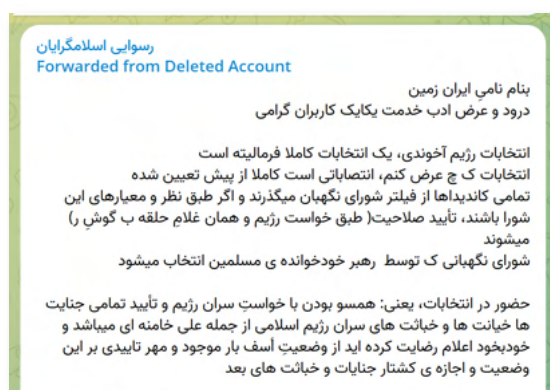 رسوایی اسلامگرایان
Forwarded from Deleted Account
بنام نامیِ ایران زمین
درود و عرض ادب خدمت یکایک کاربران گرامی
انتخابات رژیم آخوندی، یک انتخابات کاملا فرمالیته است
انتخابات ک چ عرض کنم، انتصاباتی است کاملا از پیش تعیین شده
تمامی کاندیداها از فیلتر شورای نگهبان میگذرند و اگر طبق نظر و معیارهای این
شورا باشند، تأیید صلاحیت( طبق خواست رژیم و همان غلامِ حلقه ب گوشِ ر)
میشوند
شورای نگهبانی ک توسط رهبر خودخوانده ی مسلمین انتخاب میشود
حضور در انتخابات، یعنی: همسو بودن با خواستِ سران رژیم و تأیید تمامی جنایت
ها خیانت ها و خباثت های سران رژیم اسلامی از جمله علی خامنه ای میباشد و
خودبخود اعلام رضایت کرده اید از وضعیتِ أسف بار موجود و مهر تاییدی بر این
وضعیت و اجازه ی کشتار جنایات و خباثت های بعد